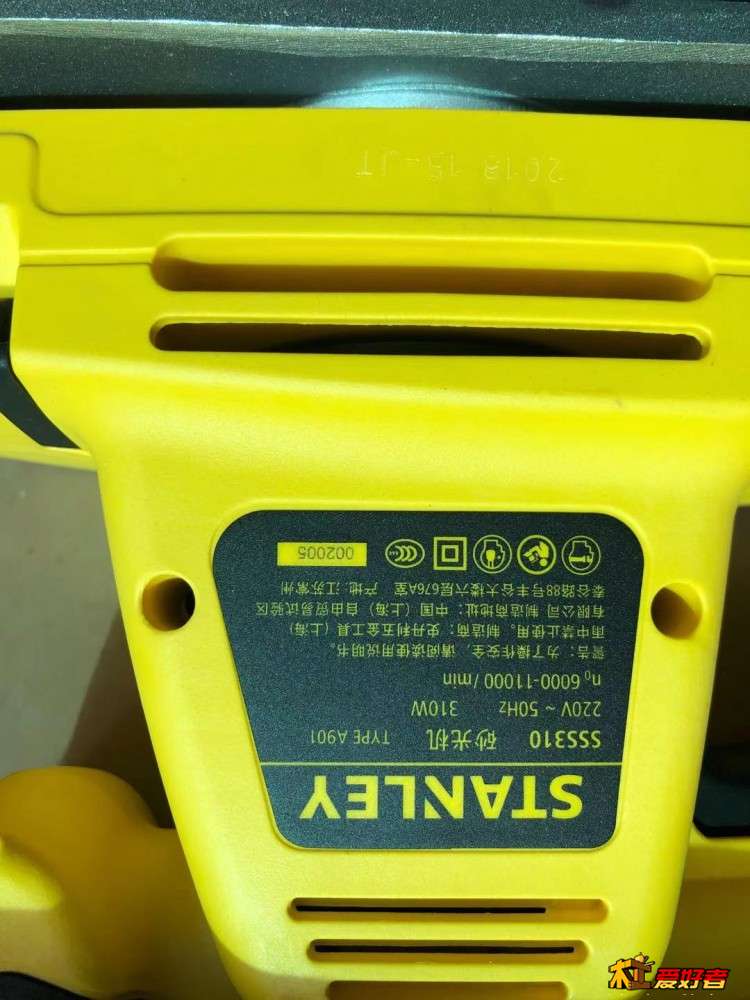 STANLEY
SSS310 砂光机 TYPE A901
220V ~ 50Hz 310W
n₀ 6000-11000 / min
警告：为了操作安全，请阅读使用说明书。
雨中禁止使用。制造商：史丹利五金工具（上海）
有限公司 制造商地址：中国（上海）自由贸易试验区
泰谷路88号丰谷大楼六层676A室 产地:江苏常州
002005
2018 15-JT
木工爱好者